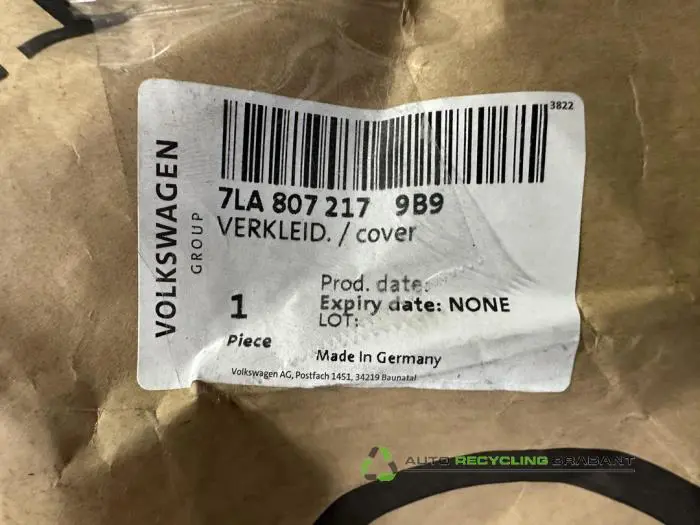 3822
VOLKSWAGEN
GROUP
7LA 807 217 9B9
VERKLEID. / cover
1
Piece
Prod. date:
Expiry date: NONE
LOT:
Made In Germany
Volkswagen AG, Postfach 1451, 34219 Baunatal
AUTO RECYCLING BRABANT